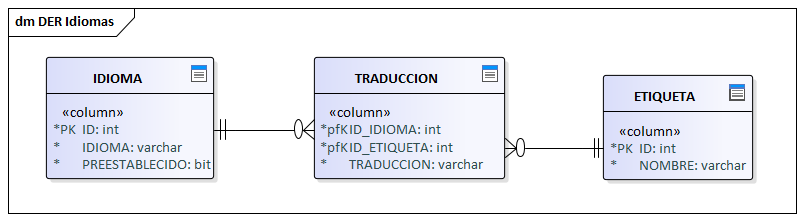 dm DER Idiomas
IDIOMA
«column»
*PK ID: int
* IDIOMA: varchar
* PREESTABLECIDO: bit
TRADUCCION
«column»
*pfK ID_IDIOMA: int
*pfK ID_ETIQUETA: int
* TRADUCCION: varchar
ETIQUETA
«column»
*PK ID: int
* NOMBRE: varchar